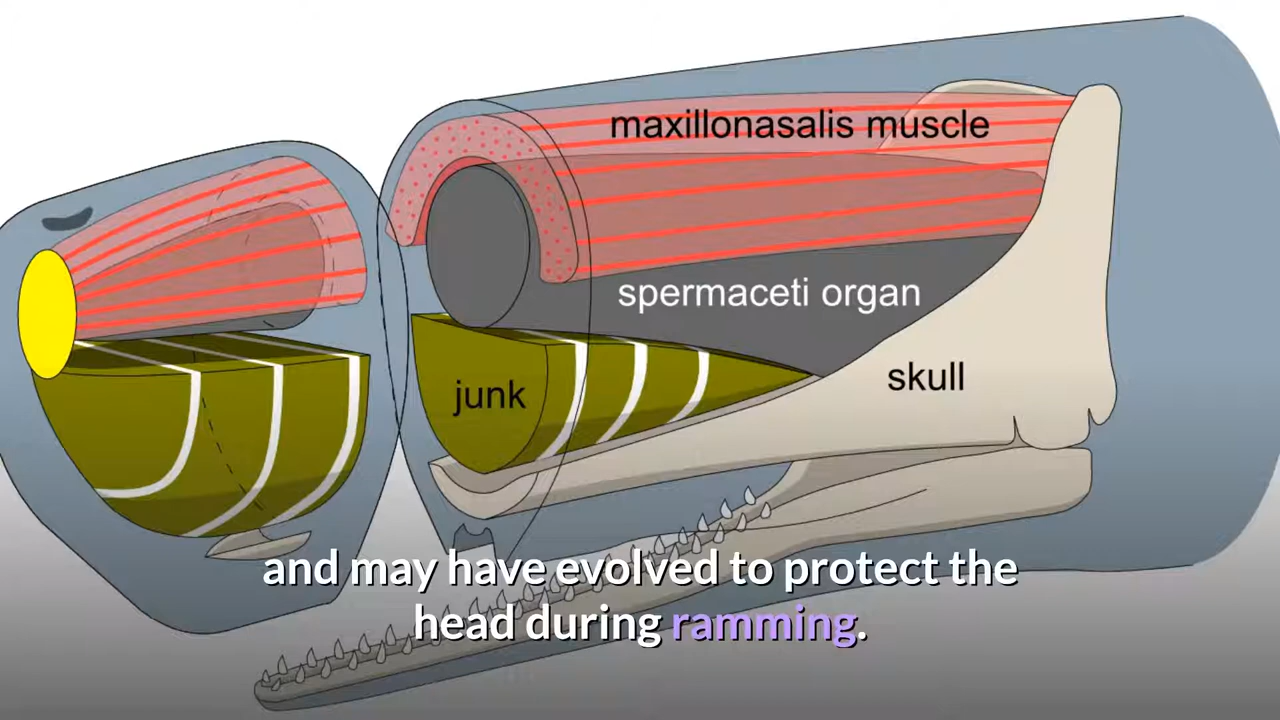 maxillonasalis muscle
spermaceti organ
junk
skull
and may have evolved to protect the
head during ramming.